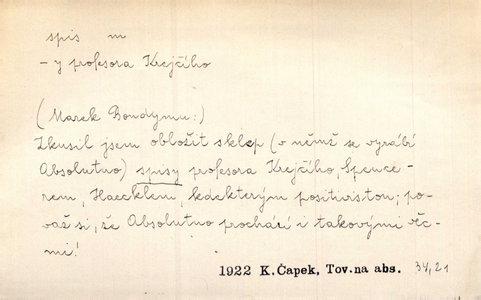 spis m
- y profesora Krejčího
(Marek Bondymu:)
Zkusil jsem obložit sklep (v němž se vyrábí
Absolutno) spisy profesora Krejčího, Spence-
rem, Haecklem, kdekterým positivistou; po-
važ si, že Absolutno prochází i takovými věc-
mi!
1922 K.Čapek, Tov.na abs. 34,21